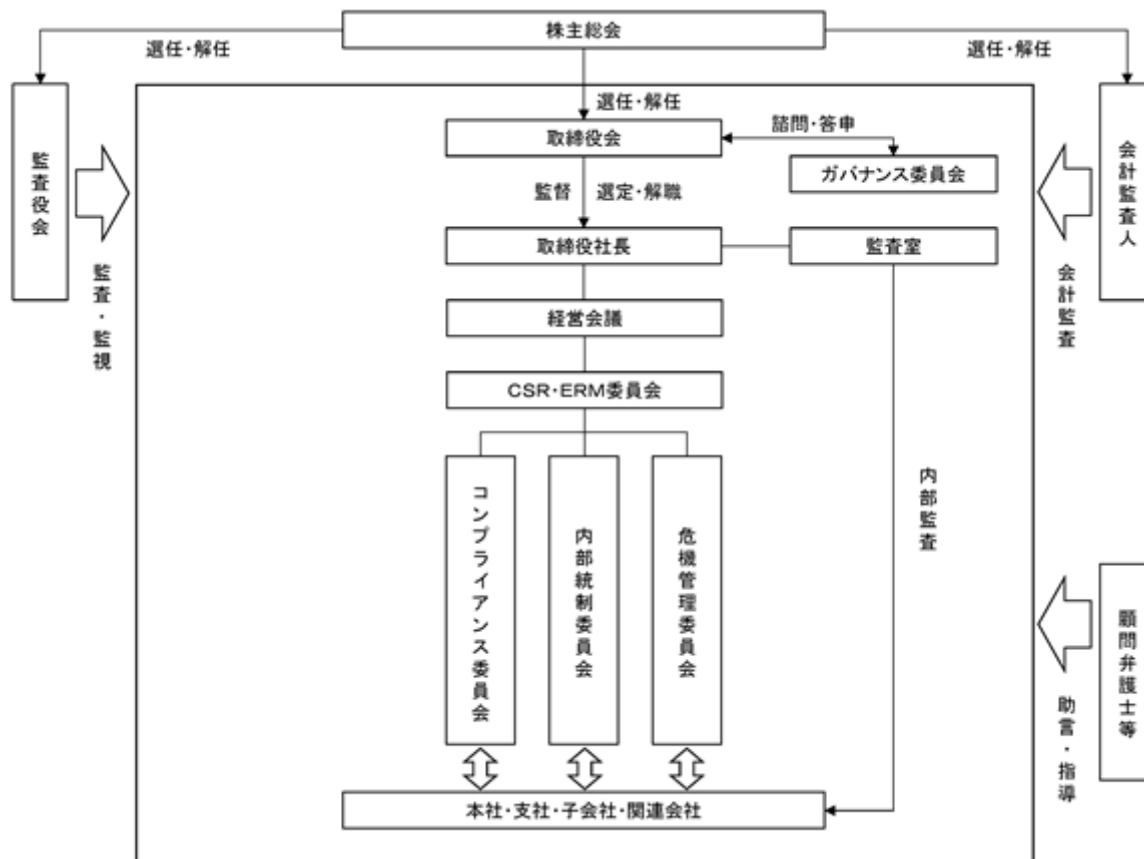 株主総会
選任・解任
選任・解任
選任・解任
取締役会
諮問・答申
ガバナンス委員会
監査役会
会計監査人
監督
選定・解職
取締役社長
監査室
監査・監視
会計監査
経営会議
CSR・ERM委員会
コンプライアンス委員会
内部統制委員会
危機管理委員会
内部監査
顧問弁護士等
助言・指導
本社・支社・子会社・関連会社